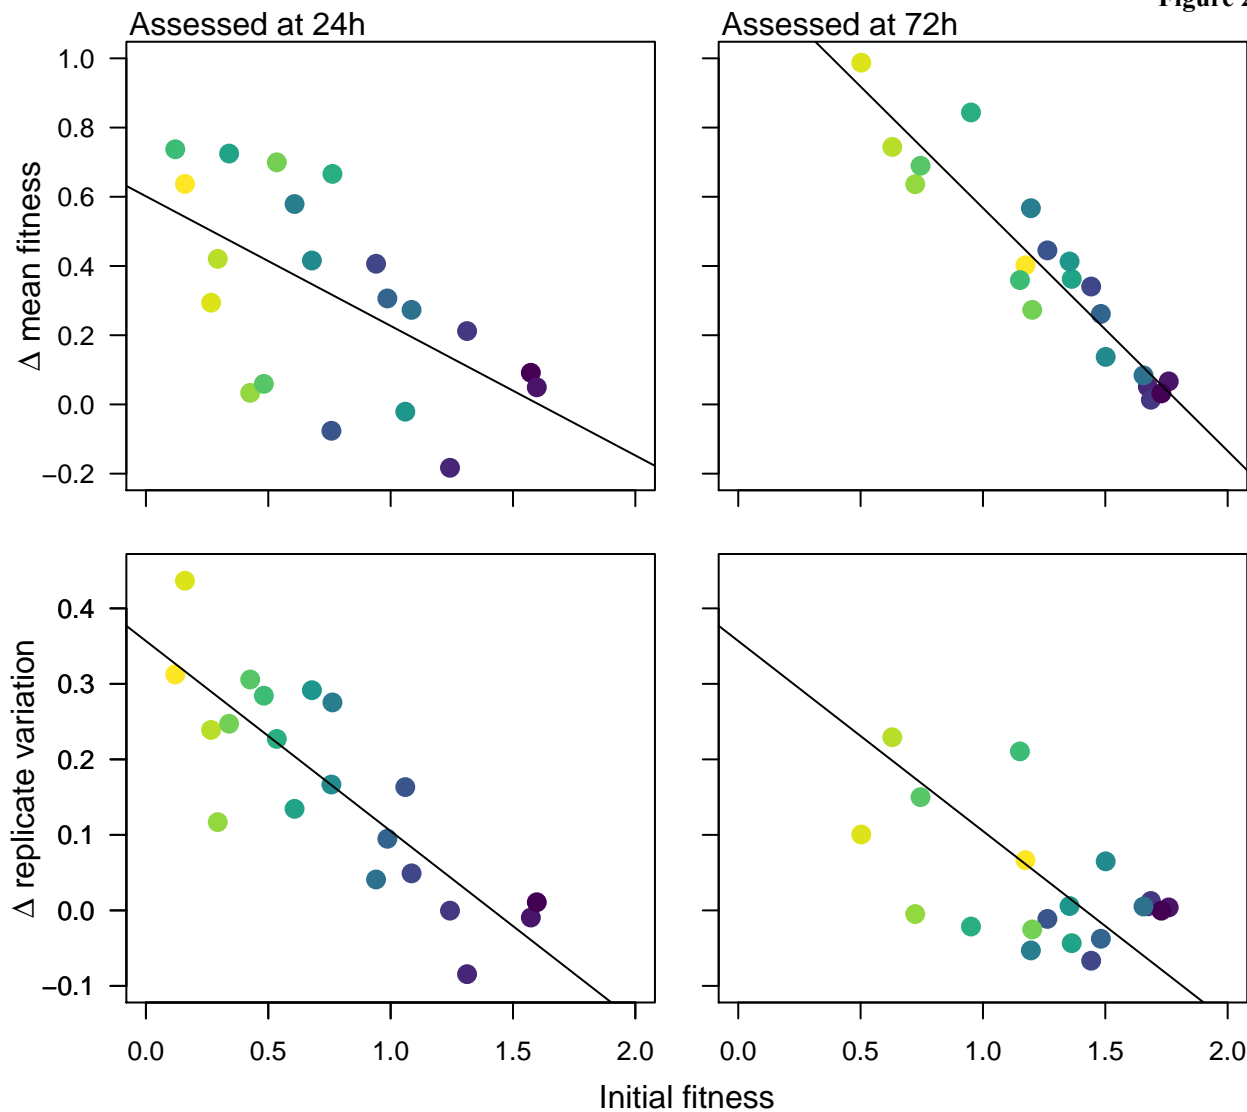 Figure 2
Assessed at 24h
Assessed at 72h
Δ mean fitness
1.0
0.8
0.6
0.4
0.2
0.0
−0.2
Δ replicate variation
0.4
0.3
0.2
0.1
0.0
−0.1
0.0 0.5 1.0 1.5 2.0
0.0 0.5 1.0 1.5 2.0
Initial fitness